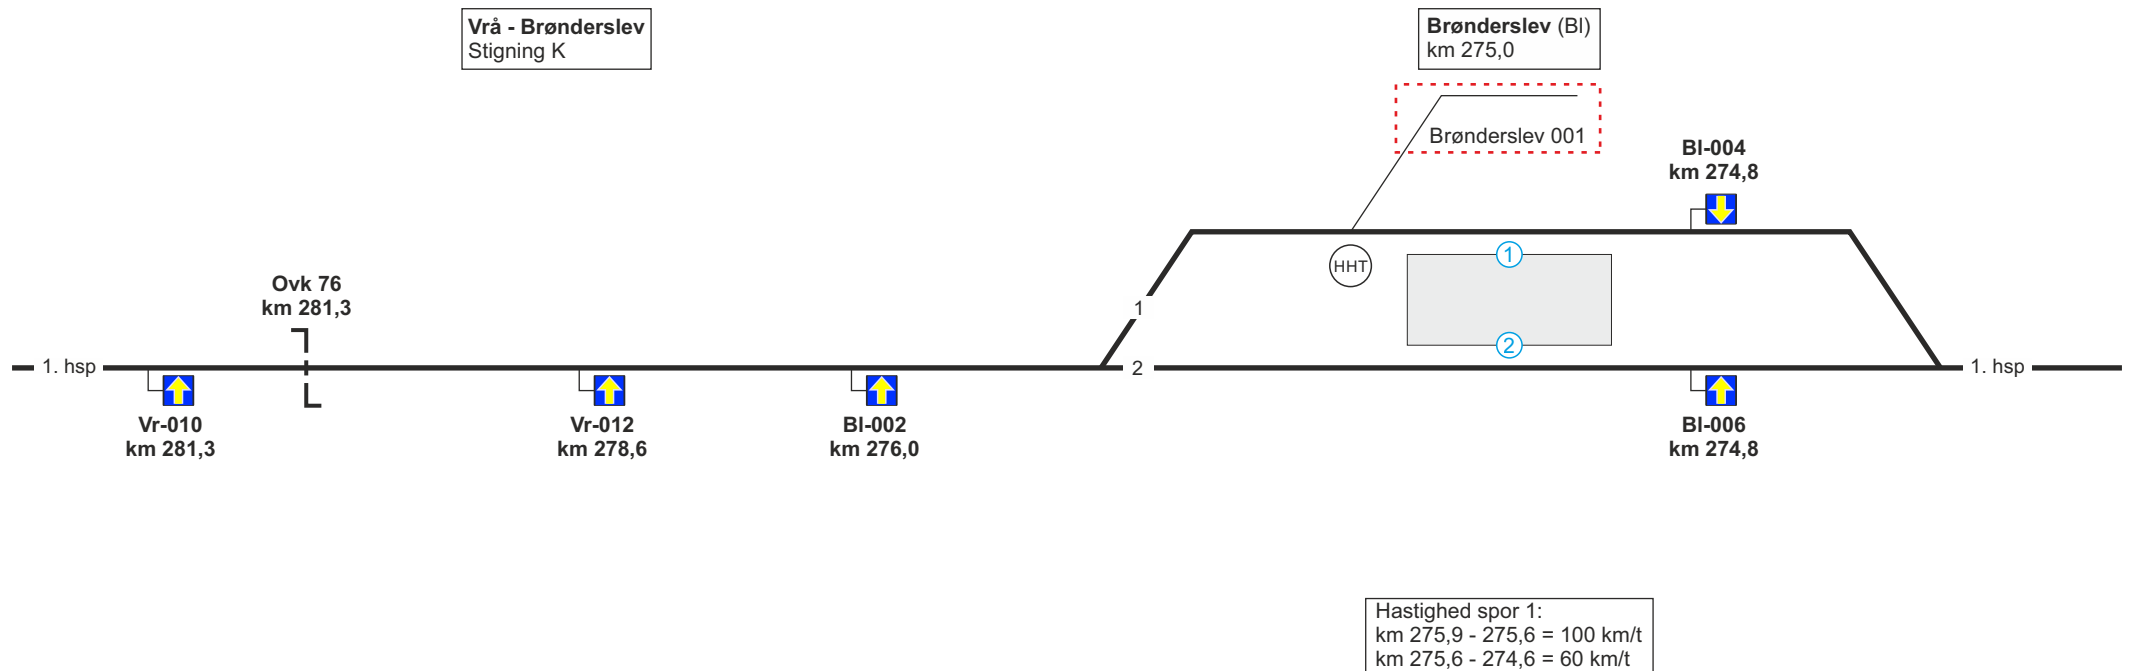 Vrå - Brønderslev
Stigning K
Brønderslev (Bl)
km 275,0
Brønderslev 001
Bl-004
km 274,8
HHT
1
Ovk 76
km 281,3
1
2
1. hsp
2
1. hsp
Vr-010
km 281,3
Vr-012
km 278,6
Bl-002
km 276,0
Bl-006
km 274,8
Hastighed spor 1:
km 275,9 - 275,6 = 100 km/t
km 275,6 - 274,6 = 60 km/t